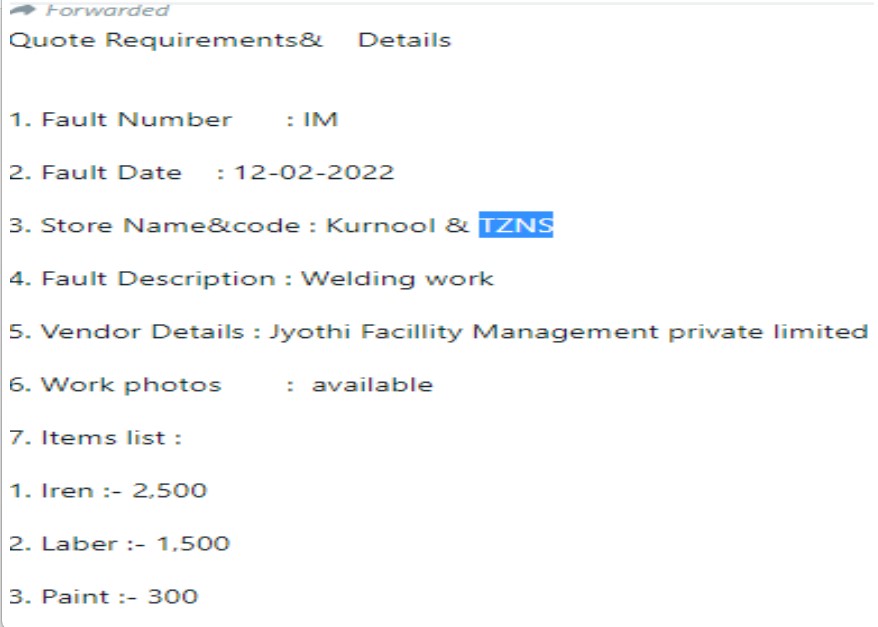 Forwarded
Quote Requirements& Details
1. Fault Number : IM
2. Fault Date : 12-02-2022
3. Store Name&code : Kurnool & TZNS
4. Fault Description : Welding work
5. Vendor Details : Jyothi Facillity Management private limited
6. Work photos : available
7. Items list :
1. Iren :- 2,500
2. Laber :- 1,500
3. Paint :- 300